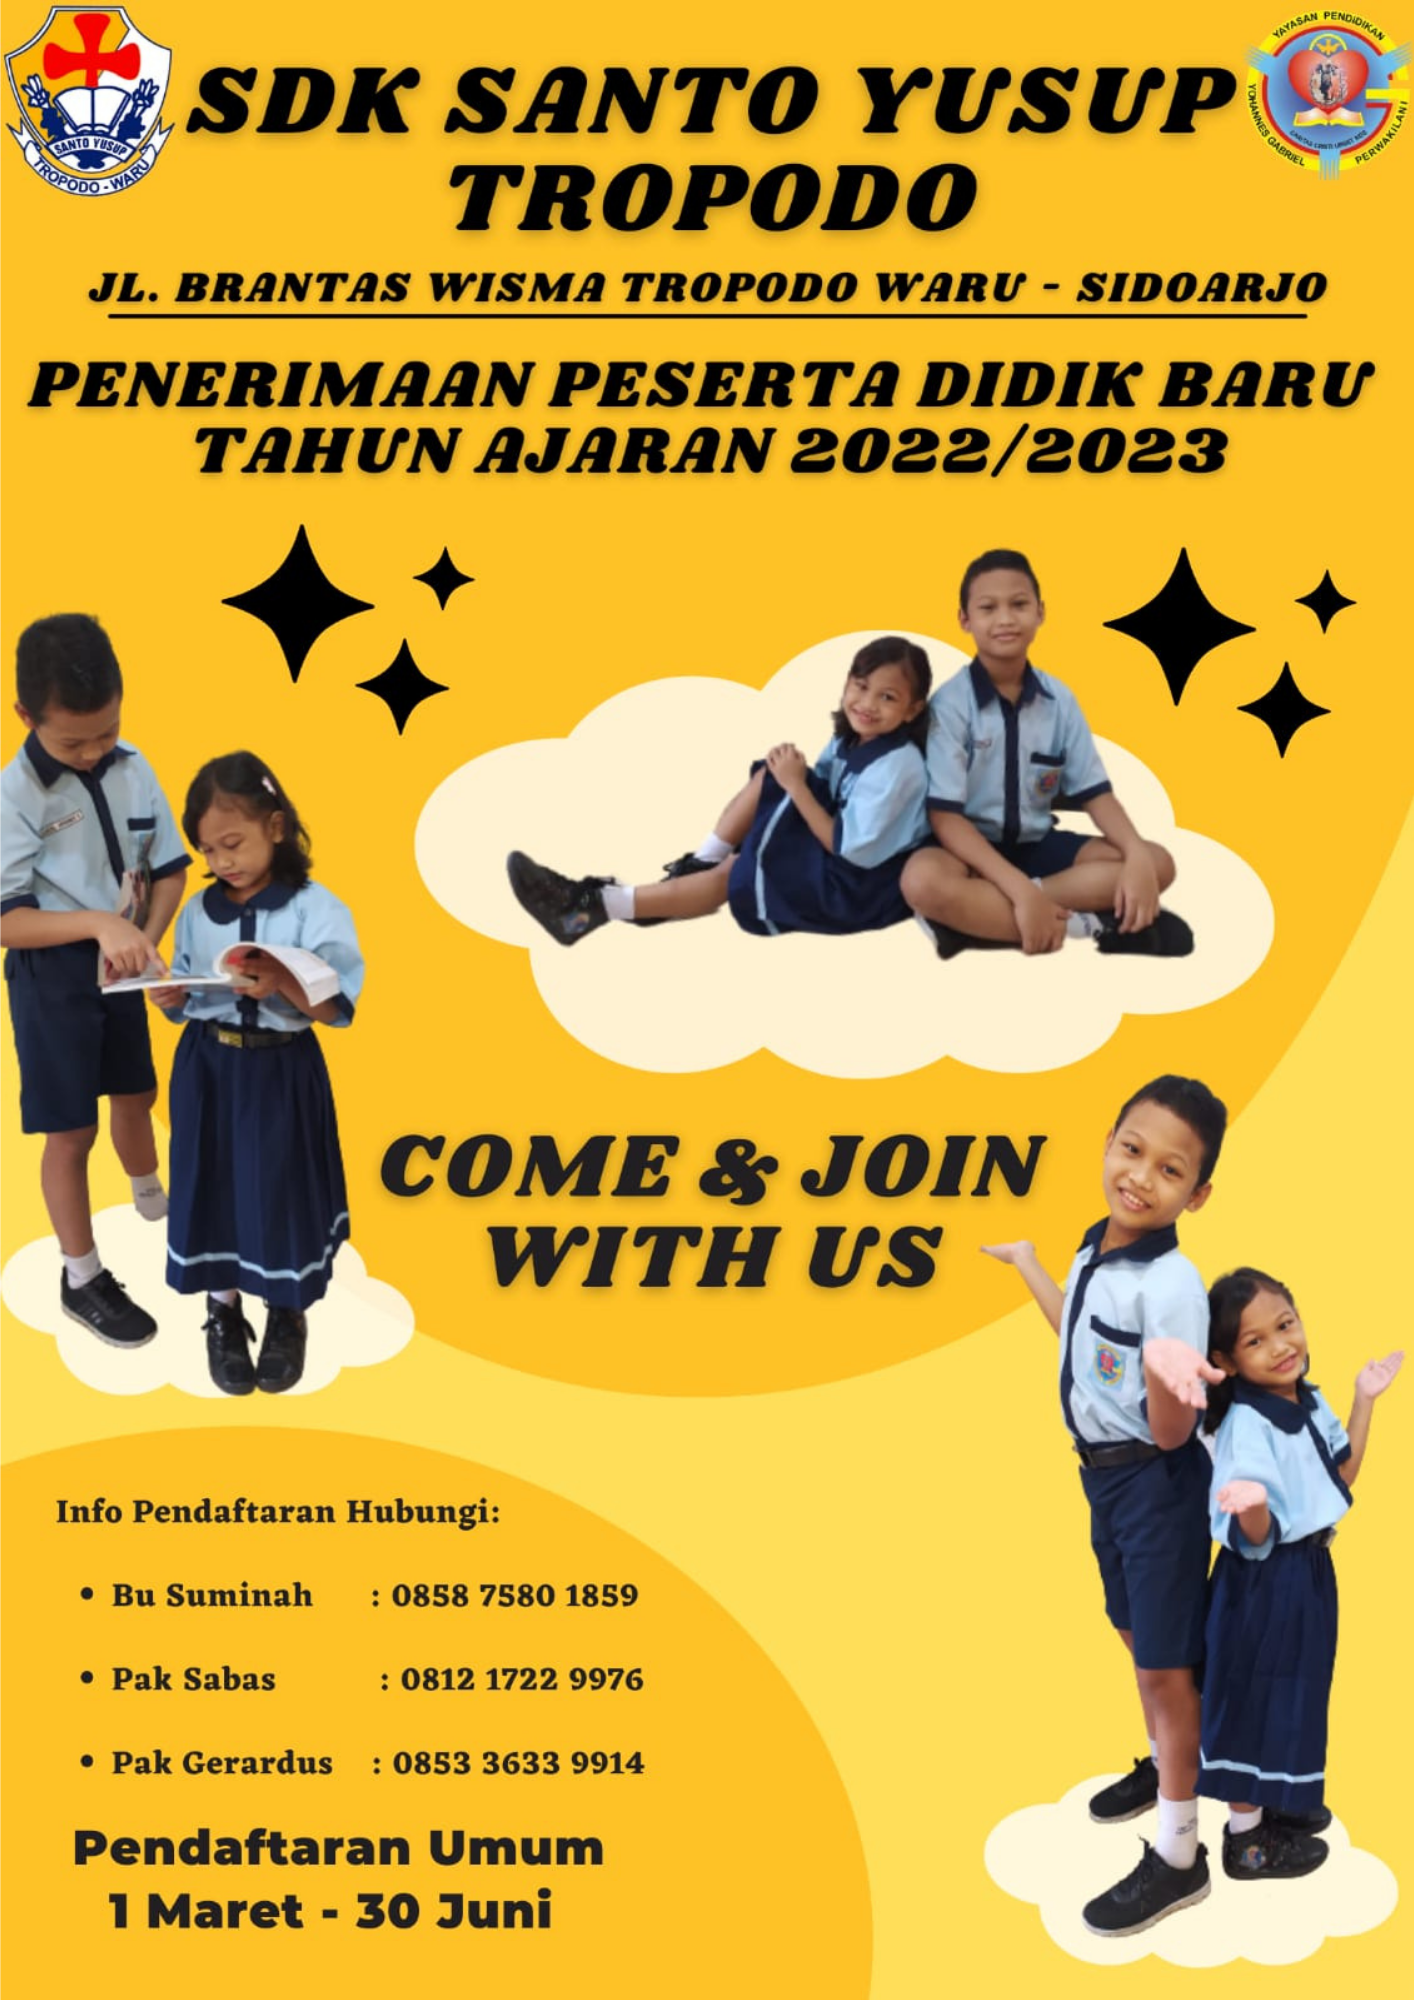 SANTO YUSUP
TROPODO - WARU
SDK SANTO YUSUP
TROPODO
YAYASAN PENDIDIKAN
YOHANNES GABRIEL
PERWAKILAN I
JL. BRANTAS WISMA TROPODO WARU - SIDOARJO
PENERIMAAN PESERTA DIDIK BARU
TAHUN AJARAN 2022/2023
COME & JOIN
WITH US
Info Pendaftaran Hubungi:
• Bu Suminah : 0858 7580 1859
• Pak Sabas : 0812 1722 9976
• Pak Gerardus : 0853 3633 9914
Pendaftaran Umum
1 Maret - 30 Juni